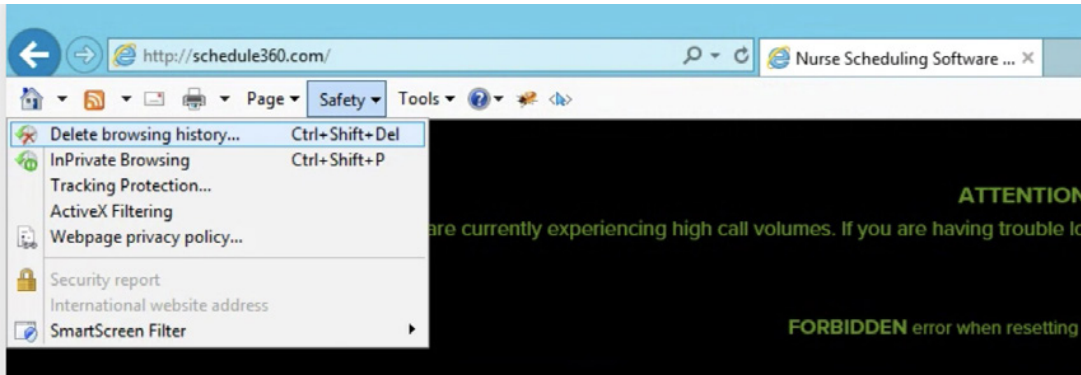 http://schedule360.com/
Nurse Scheduling Software ...
Page Safety Tools
Delete browsing history... Ctrl+Shift+Del
InPrivate Browsing Ctrl+Shift+P
Tracking Protection...
ActiveX Filtering
Webpage privacy policy...
Security report
International website address
SmartScreen Filter
ATTENTION
are currently experiencing high call volumes. If you are having trouble
FORBIDDEN error when resetting